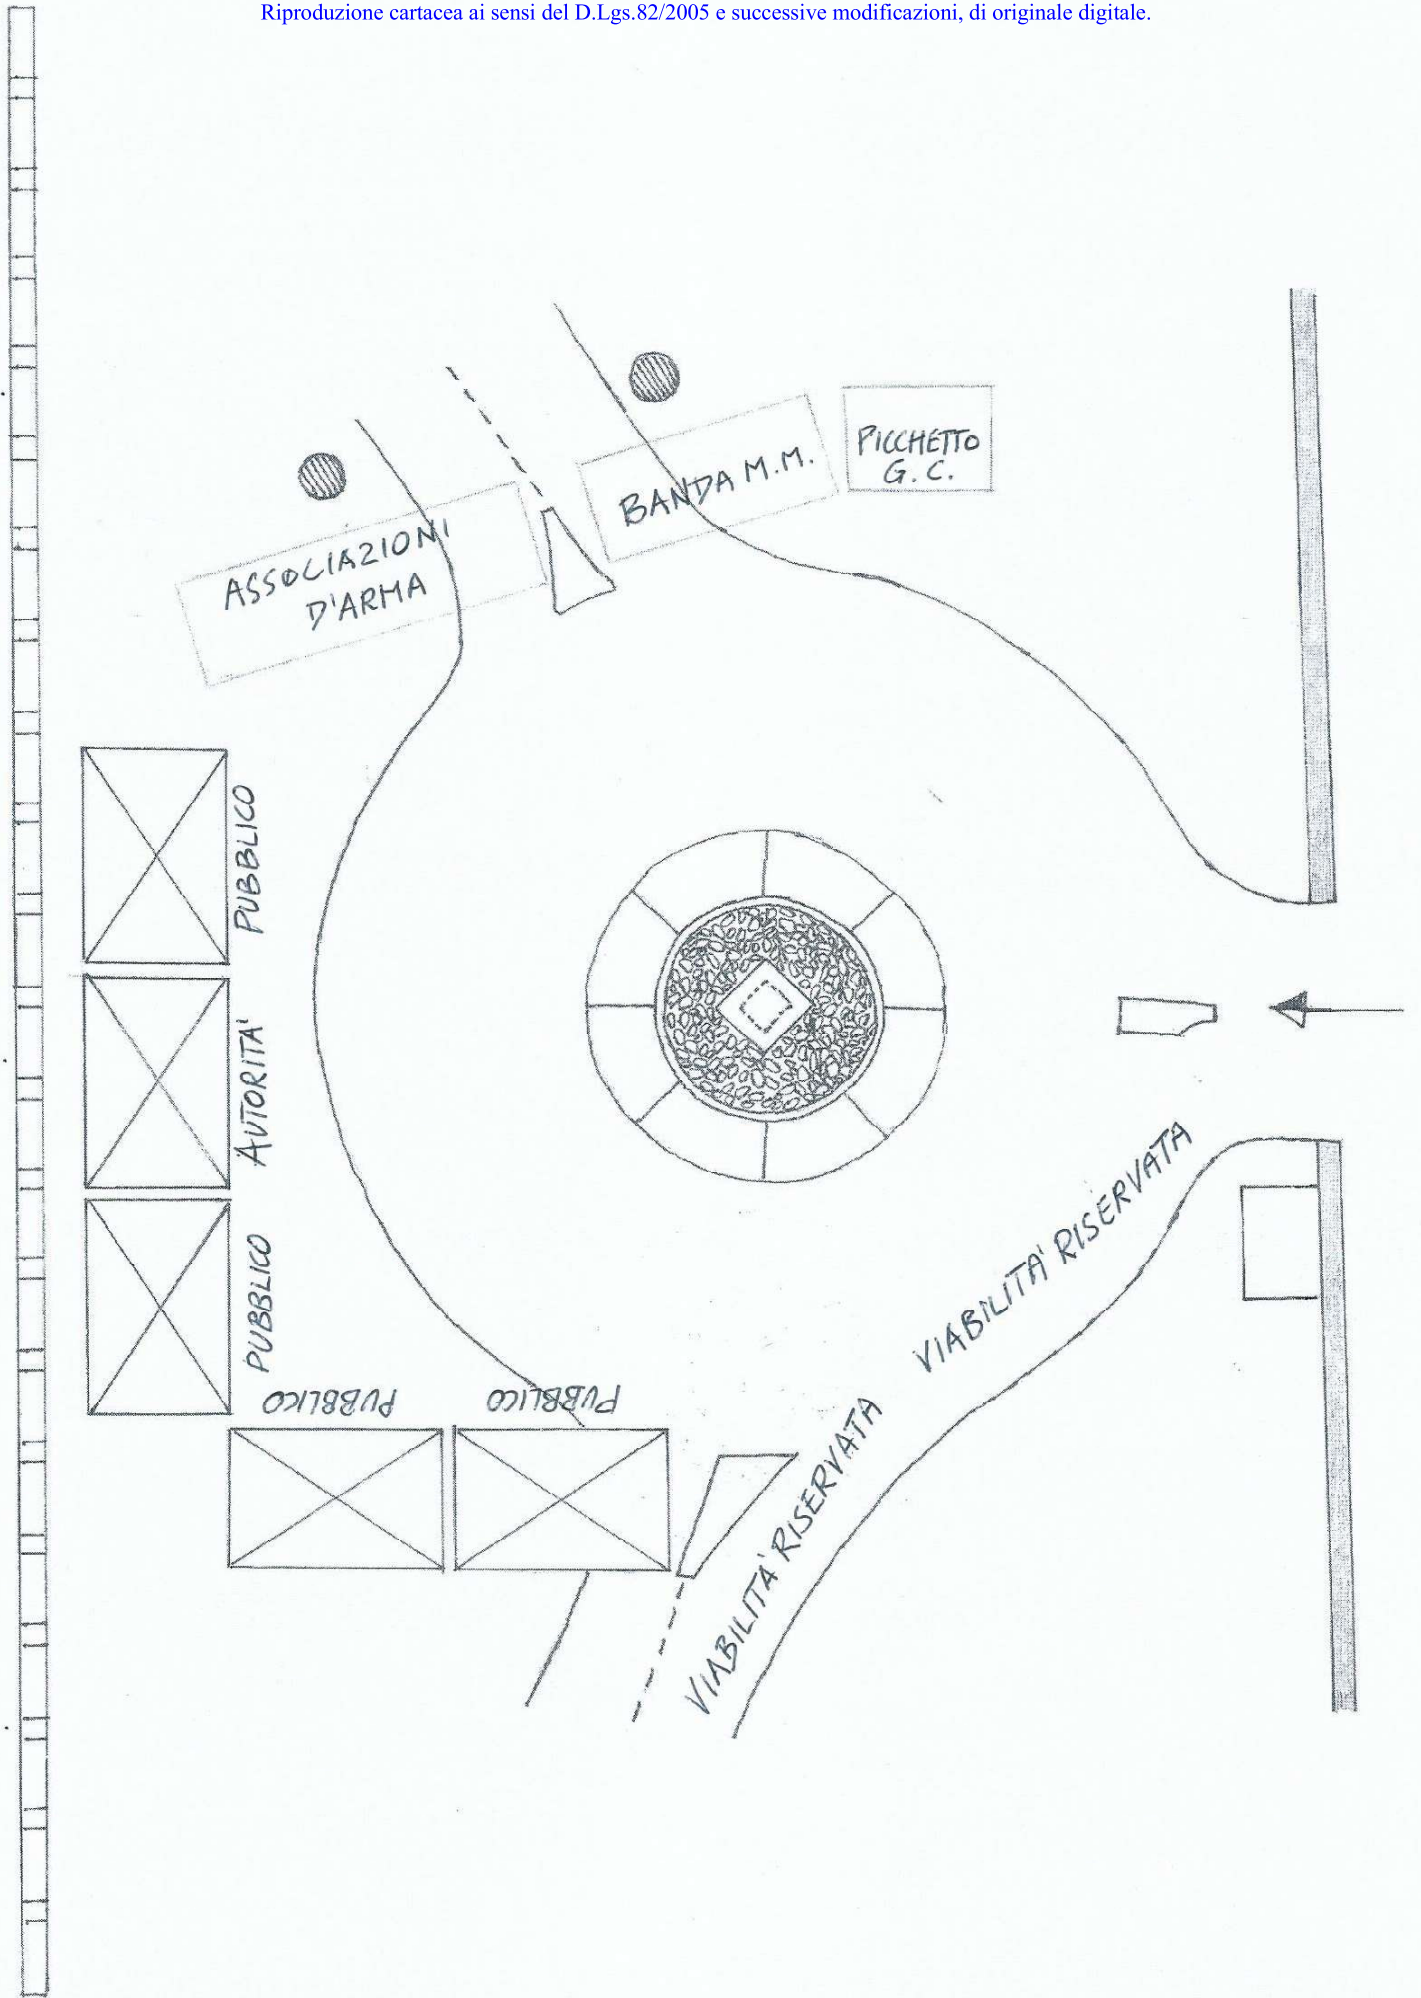 Riproduzione cartacea ai sensi del D.Lgs.82/2005 e successive modificazioni, di originale digitale.
PICCHETTO
G. C.
BANDA M.M.
ASSOCIAZIONI
D'ARMA
PUBBLICO
AUTORITA'
PUBBLICO
PUBBLICO
PUBBLICO
VIABILITA' RISERVATA
VIABILITA' RISERVATA